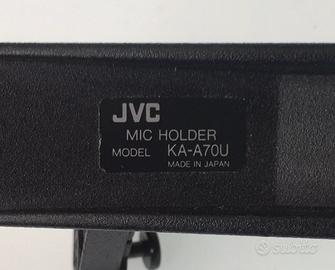 JVC
MIC HOLDER
MODEL KA-A70U
MADE IN JAPAN
subito